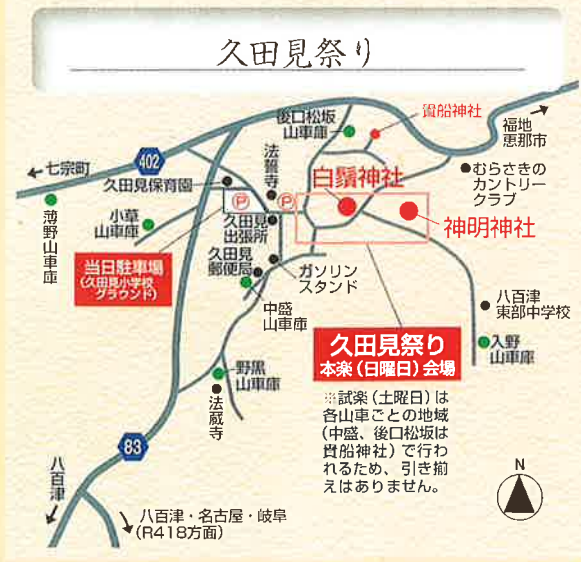 久田見祭り
後口松坂
山車庫
貴船神社
福地
恵那市
402
七宗町
法誓寺
久田見保育園
P
P
白鬚神社
むらさきの
カントリー
クラブ
薄野山車庫
小草
山車庫
久田見
出張所
神明神社
当日駐車場
(久田見小学校
グラウンド)
久田見
郵便局
ガソリン
スタンド
中盛
山車庫
八百津
東部中学校
久田見祭り
本楽(日曜日)会場
入野
山車庫
野黒
山車庫
法蔵寺
※試楽(土曜日)は
各山車ごとの地域
(中盛、後口松坂は
貴船神社)で行わ
れるため、引き揃
えはありません。
83
八百津
八百津・名古屋・岐阜
(R418方面)
N